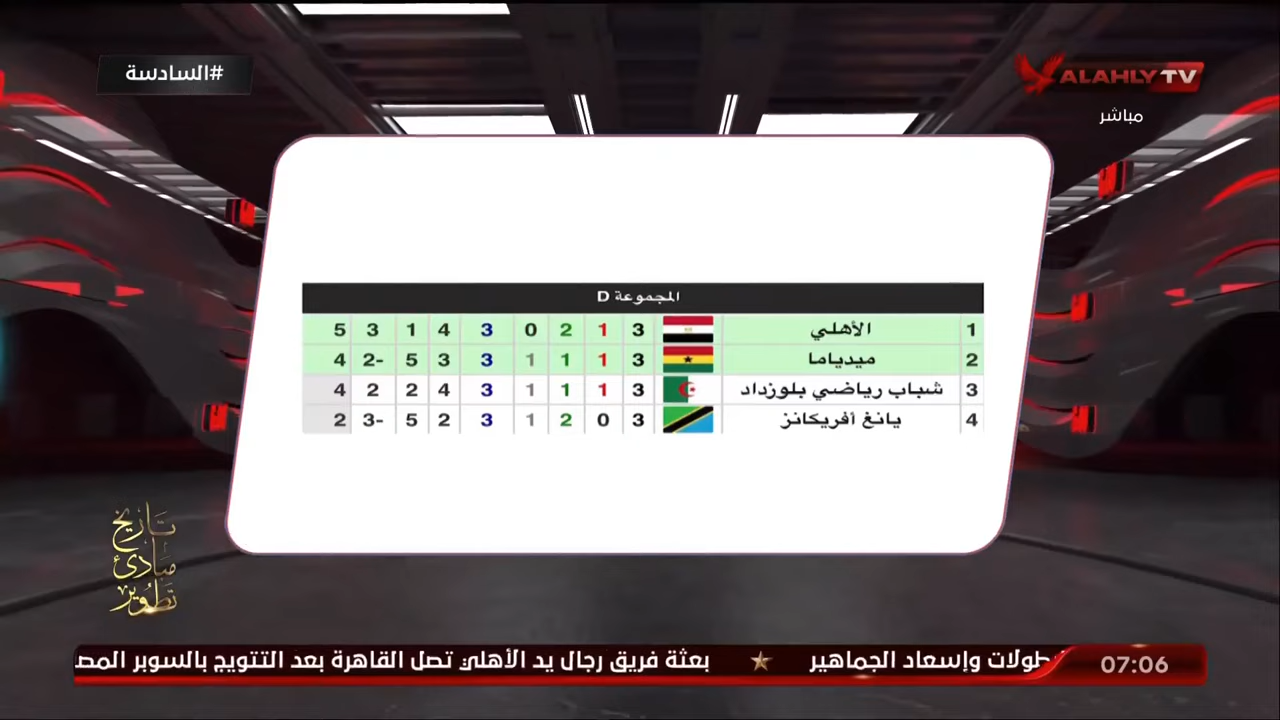 #السادسة
ALAHLY TV
مباشر
المجموعة D
1 الأهلي 3 1 2 0 3 4 1 3 5
2 ميدياما 3 1 1 1 3 3 5 2- 4
3 شباب رياضي بلوزداد 3 1 1 1 3 4 2 2 4
4 يانغ أفريكانز 3 0 2 1 3 2 5 3- 2
تاريخ
مبادئ
تطوير
07:06 وإسعاد الجماهير ★ بعثة فريق رجال يد الأهلي تصل القاهرة بعد التتويج بالسوبر